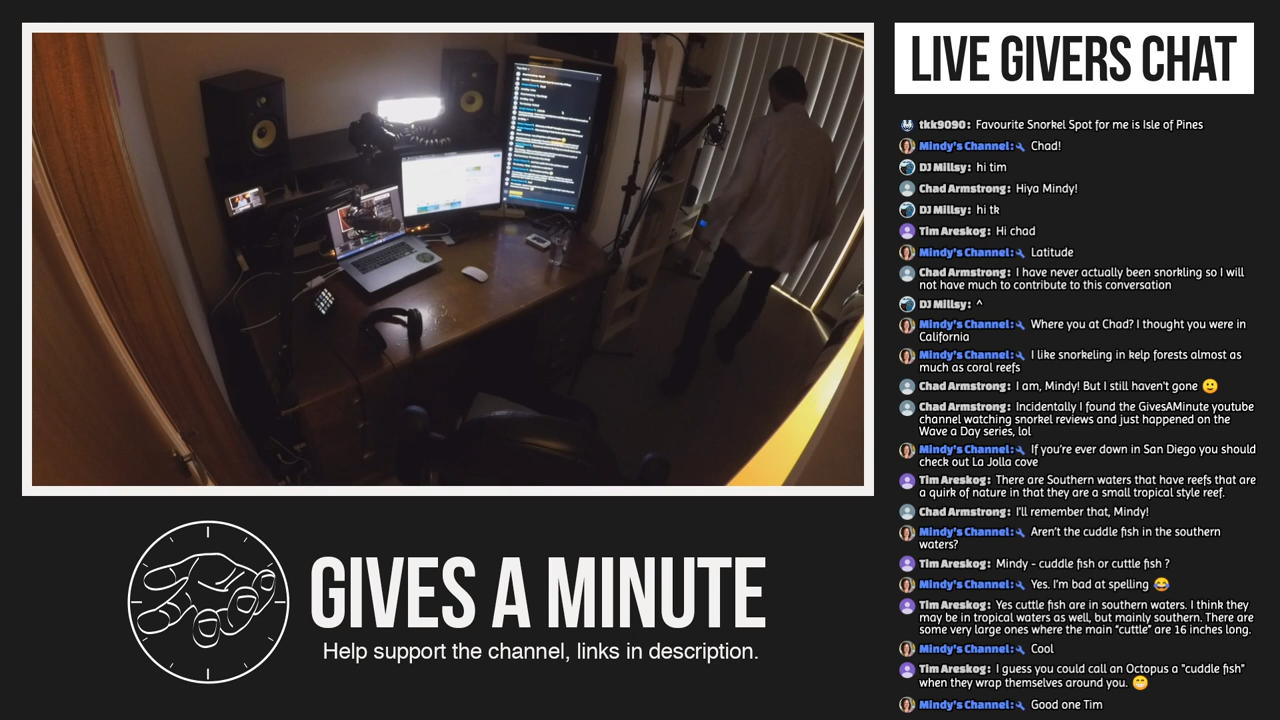 LIVE GIVERS CHAT
tkk9090: Favourite Snorkel Spot for me is Isle of Pines
Mindy's Channel: Chad!
DJ Millsy: hi tim
Chad Armstrong: Hiya Mindy!
DJ Millsy: hi tk
Tim Areskog: Hi chad
Mindy's Channel: Latitude
Chad Armstrong: I have never actually been snorkling so I will
not have much to contribute to this conversation
DJ Millsy: ^
Mindy's Channel: Where you at Chad? I thought you were in
California
Mindy's Channel: I like snorkeling in kelp forests almost as
much as coral reefs
Chad Armstrong: I am, Mindy! But I still haven't gone 🙂
Chad Armstrong: Incidentally I found the GivesAMinute youtube
channel watching snorkel reviews and just happened on the
Wave a Day series, lol
Mindy's Channel: If you're ever down in San Diego you should
check out La Jolla cove
Tim Areskog: There are Southern waters that have reefs that are
a quirk of nature in that they are a small tropical style reef.
Chad Armstrong: I'll remember that, Mindy!
Mindy's Channel: Aren't the cuddle fish in the southern
waters?
Tim Areskog: Mindy - cuddle fish or cuttle fish ?
Mindy's Channel: Yes. I'm bad at spelling 😂
Tim Areskog: Yes cuttle fish are in southern waters. I think they
may be in tropical waters as well, but mainly southern. There are
some very large ones where the main "cuttle" are 16 inches long.
Mindy's Channel: Cool
Tim Areskog: I guess you could call an Octopus a "cuddle fish"
when they wrap themselves around you. 😁
Mindy's Channel: Good one Tim
GIVES A MINUTE
Help support the channel, links in description.